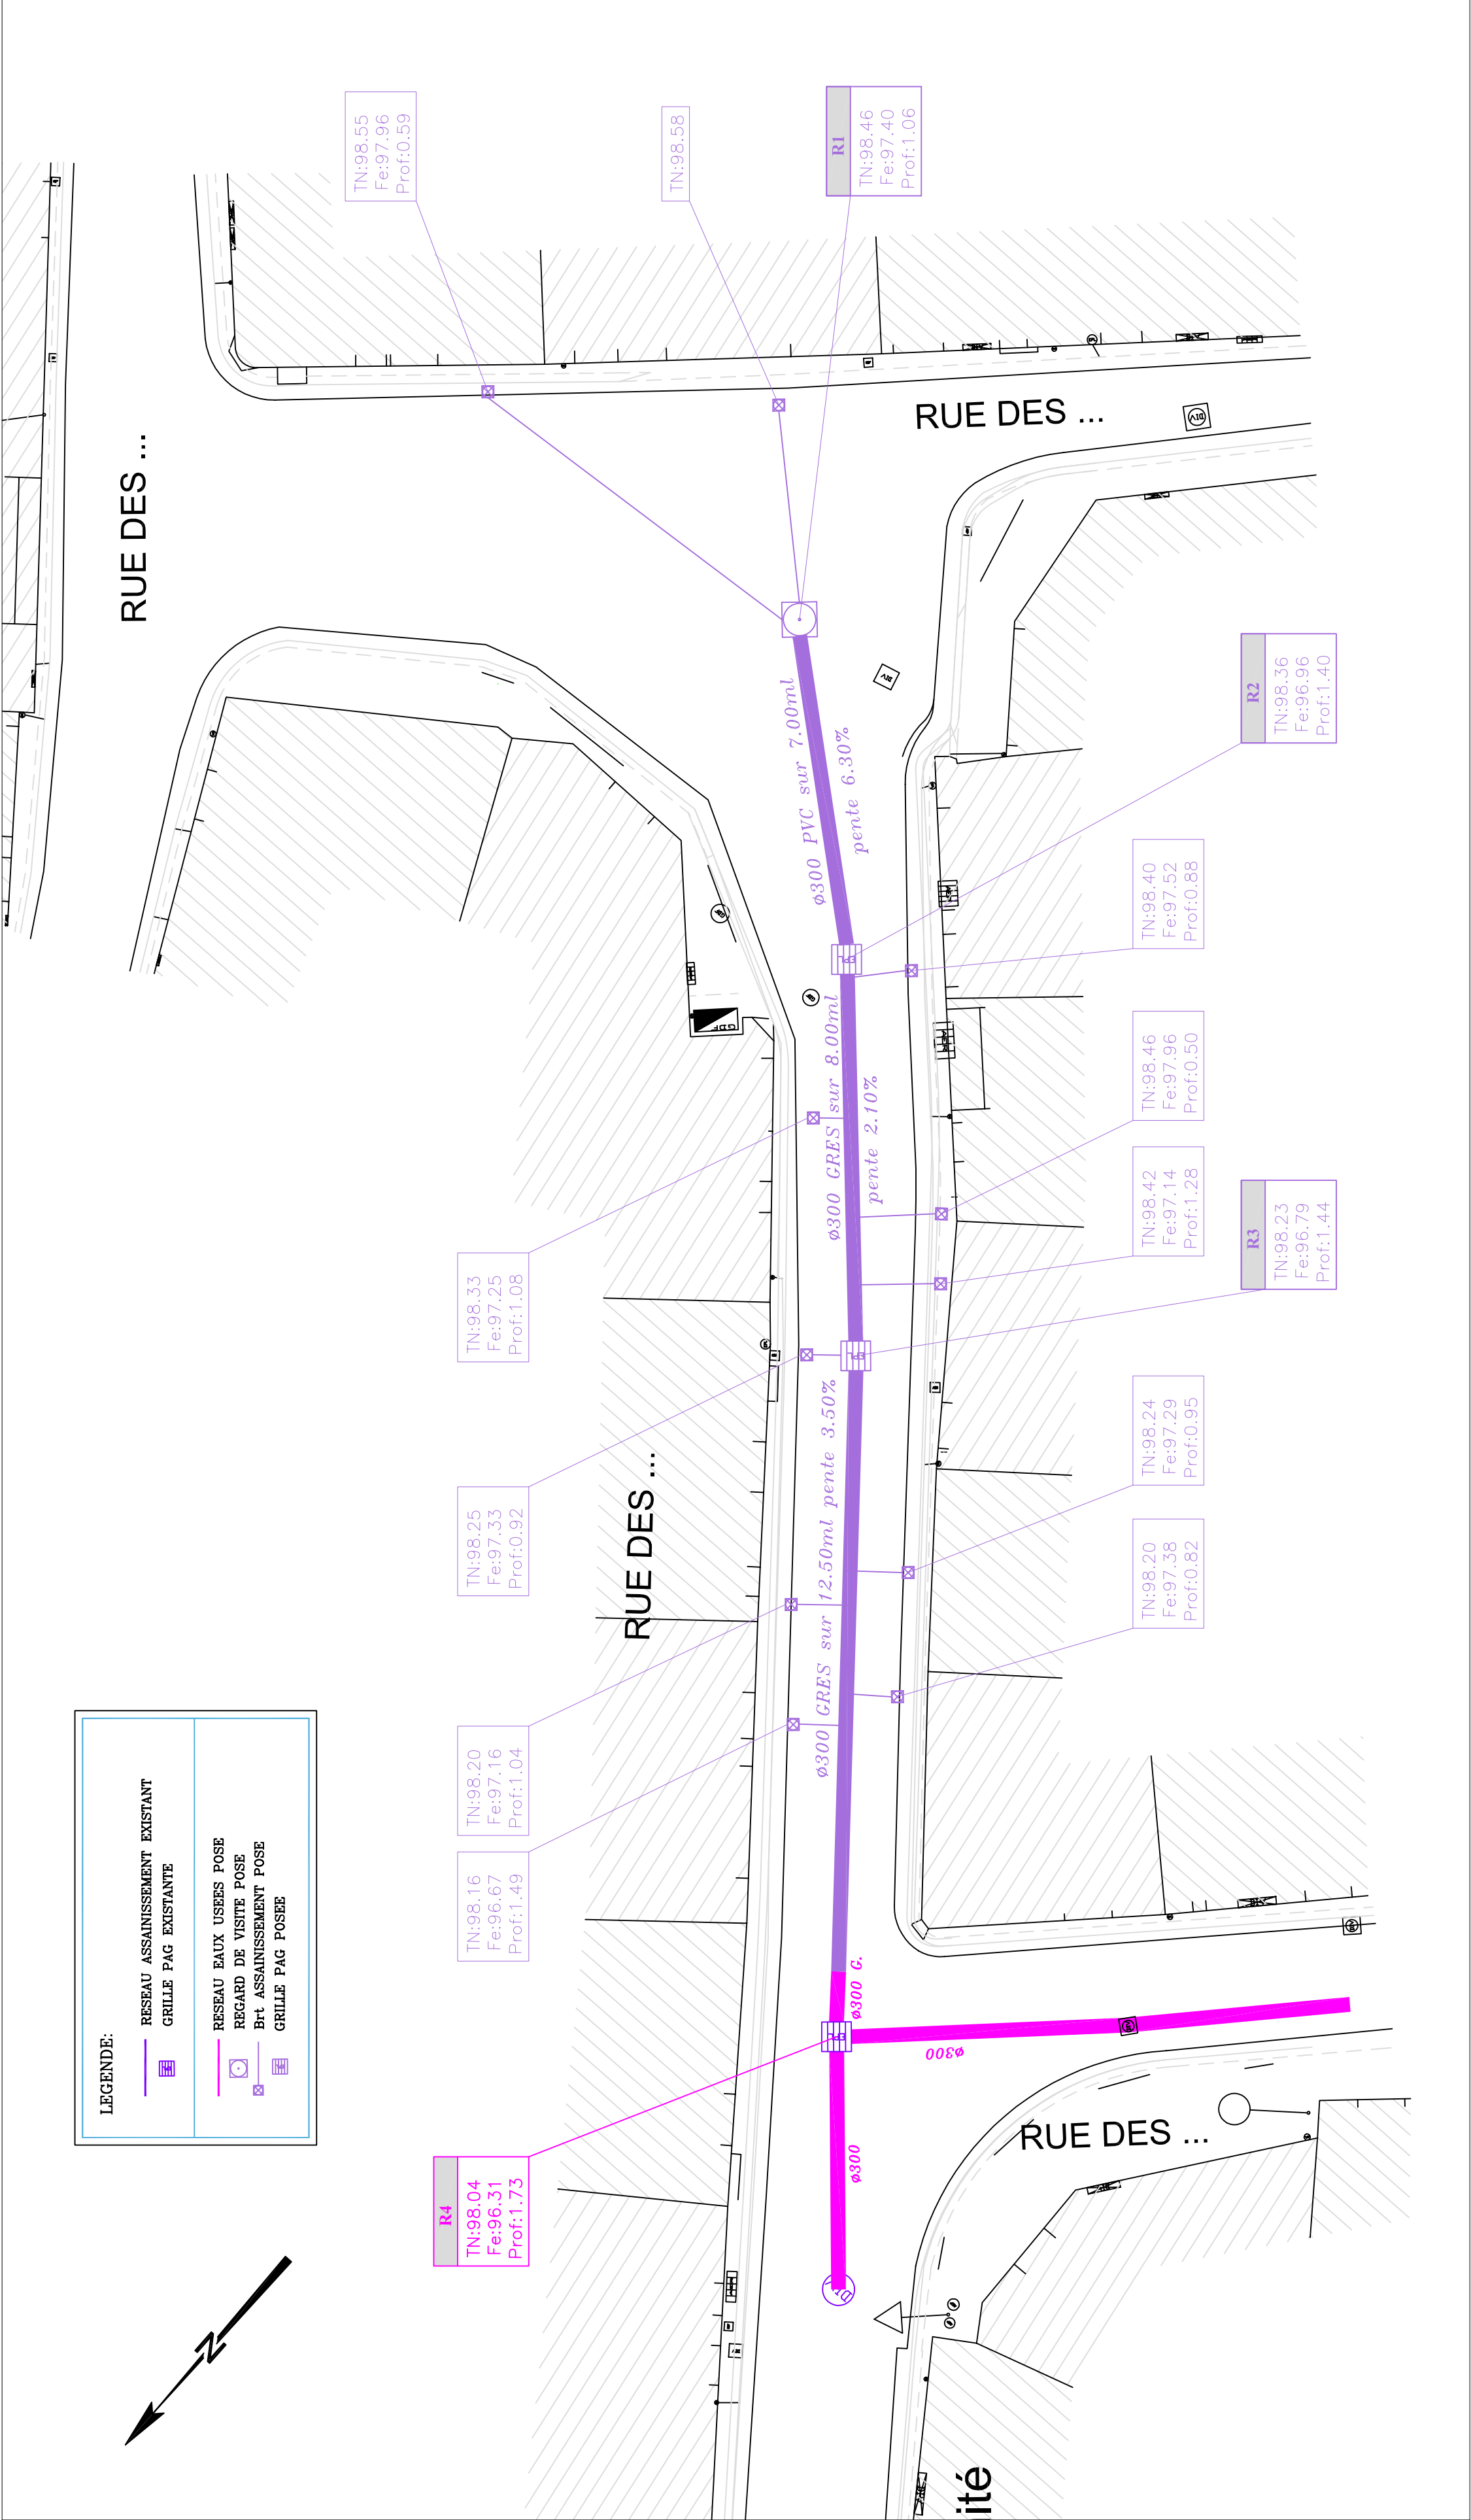 LEGENDE:
RESEAU ASSAINISSEMENT EXISTANT
GRILLE PAG EXISTANTE
RESEAU EAUX USEES POSE
REGARD DE VISITE POSE
Brt ASSAINISSEMENT POSE
GRILLE PAG POSEE
N
RUE DES ...
TN:98.55
Fe:97.96
Prof:0.59
TN:98.58
R1
TN:98.46
Fe:97.40
Prof:1.06
RUE DES ...
DIV
DIV
ø300 PVC sur 7.00ml
pente 6.30%
R2
TN:98.36
Fe:96.96
Prof:1.40
TN:98.40
Fe:97.52
Prof:0.88
GDF
ø300 GRES sur 8.00ml
pente 2.10%
TN:98.46
Fe:97.96
Prof:0.50
TN:98.42
Fe:97.14
Prof:1.28
TN:98.33
Fe:97.25
Prof:1.08
R3
TN:98.23
Fe:96.79
Prof:1.44
TN:98.25
Fe:97.33
Prof:0.92
RUE DES ...
ø300 GRES sur 12.50ml pente 3.50%
TN:98.24
Fe:97.29
Prof:0.95
TN:98.20
Fe:97.38
Prof:0.82
TN:98.20
Fe:97.16
Prof:1.04
TN:98.16
Fe:96.67
Prof:1.49
ø300 G.
ø300
R4
TN:98.04
Fe:96.31
Prof:1.73
ø300
RUE DES ...
ité